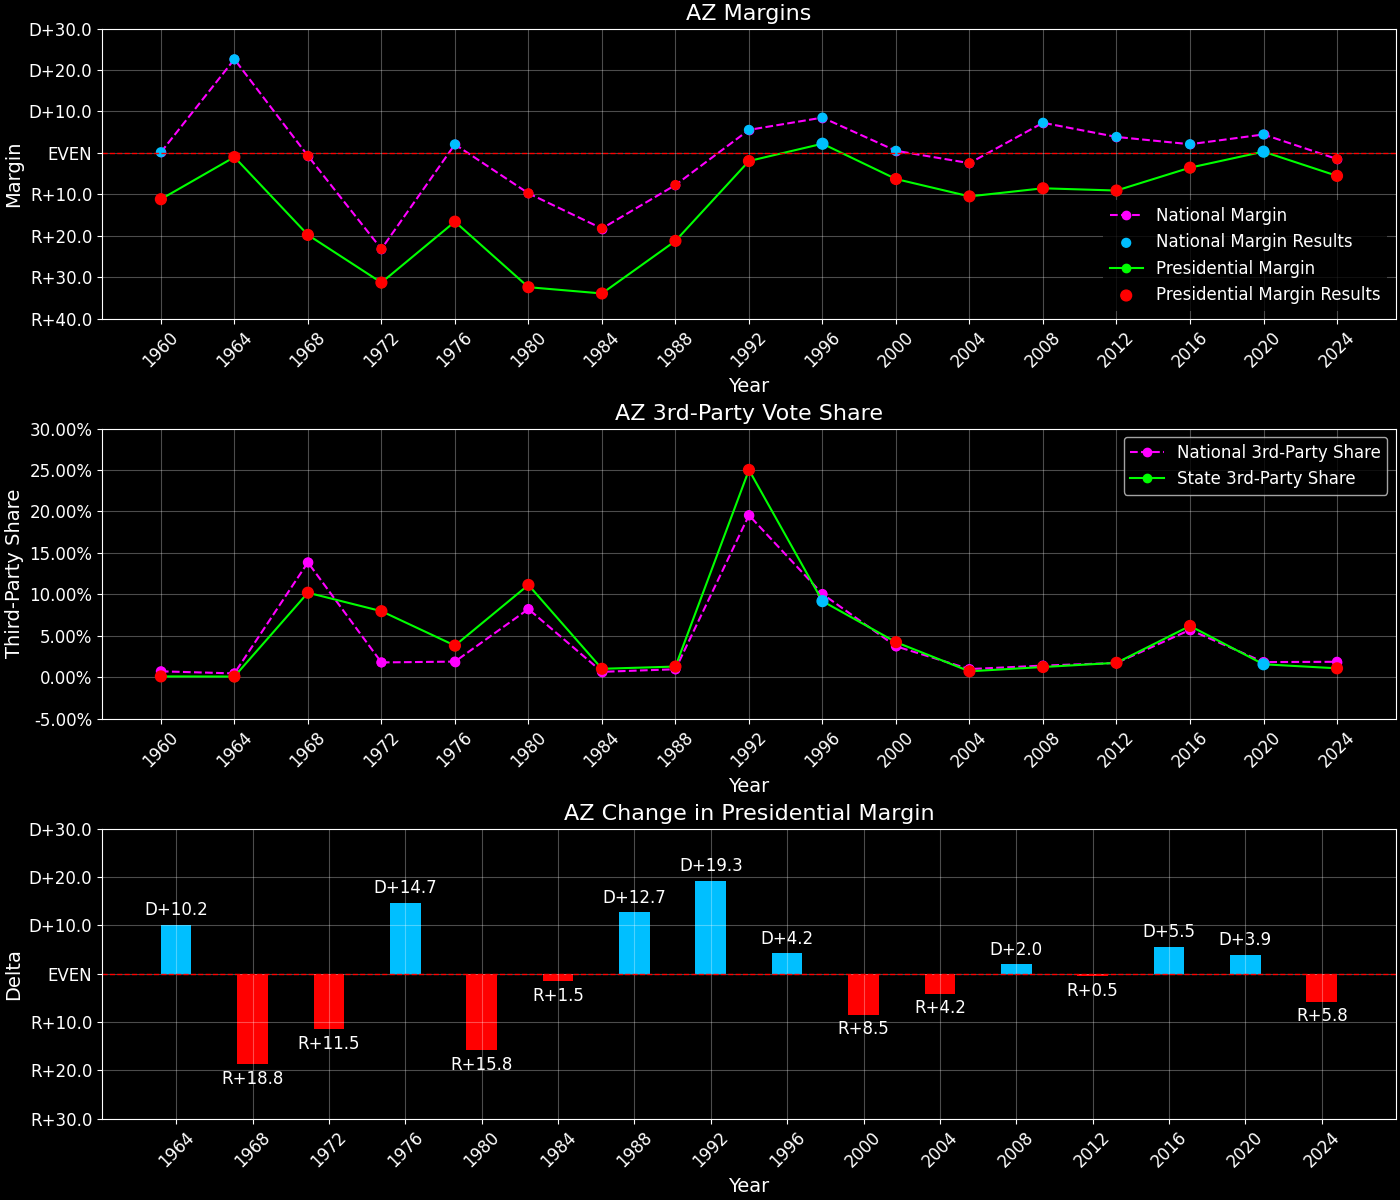 AZ Margins
D+30.0
D+20.0
D+10.0
EVEN
R+10.0
R+20.0
R+30.0
R+40.0
Margin
National Margin
National Margin Results
Presidential Margin
Presidential Margin Results
1960 1964 1968 1972 1976 1980 1984 1988 1992 1996 2000 2004 2008 2012 2016 2020 2024
Year
AZ 3rd-Party Vote Share
30.00%
25.00%
20.00%
15.00%
10.00%
5.00%
0.00%
-5.00%
Third-Party Share
National 3rd-Party Share
State 3rd-Party Share
1960 1964 1968 1972 1976 1980 1984 1988 1992 1996 2000 2004 2008 2012 2016 2020 2024
Year
AZ Change in Presidential Margin
D+30.0
D+20.0
D+10.0
EVEN
R+10.0
R+20.0
R+30.0
Delta
D+10.2
R+18.8
R+11.5
D+14.7
R+15.8
R+1.5
D+12.7
D+19.3
D+4.2
R+8.5
R+4.2
D+2.0
R+0.5
D+5.5
D+3.9
R+5.8
1964 1968 1972 1976 1980 1984 1988 1992 1996 2000 2004 2008 2012 2016 2020 2024
Year